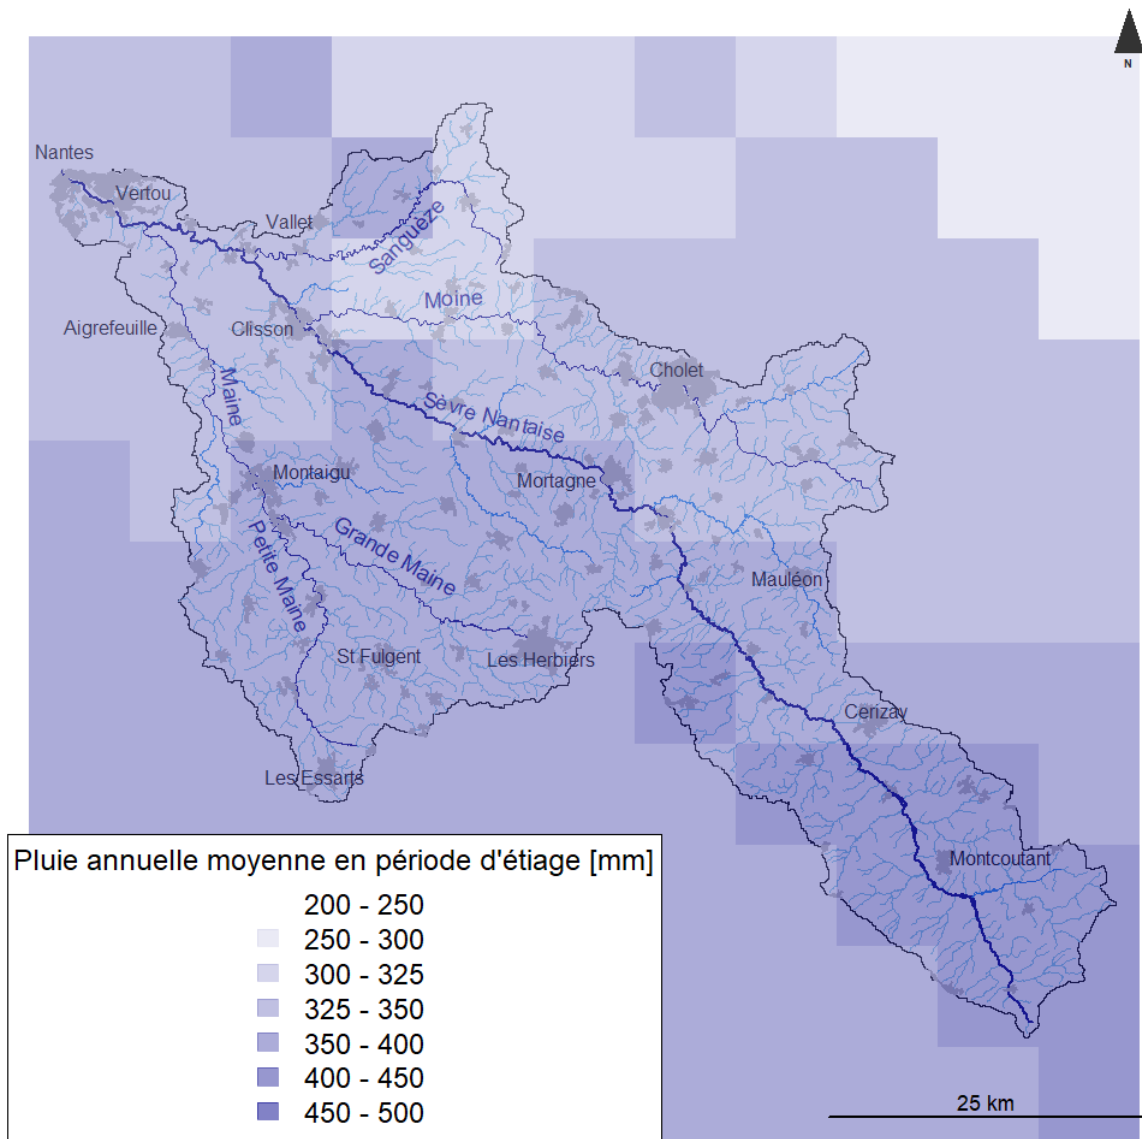 N
Nantes
Vertou
Vallet
Sanguèze
Moine
Aigrefeuille
Clisson
Cholet
Maine
Sèvre Nantaise
Montaigu
Mortagne
Grande Maine
Petite Maine
Mauléon
St Fulgent
Les Herbiers
Cerizay
Les Essarts
Montcoutant
Pluie annuelle moyenne en période d'étiage [mm]
200 - 250
250 - 300
300 - 325
325 - 350
350 - 400
400 - 450
450 - 500
25 km